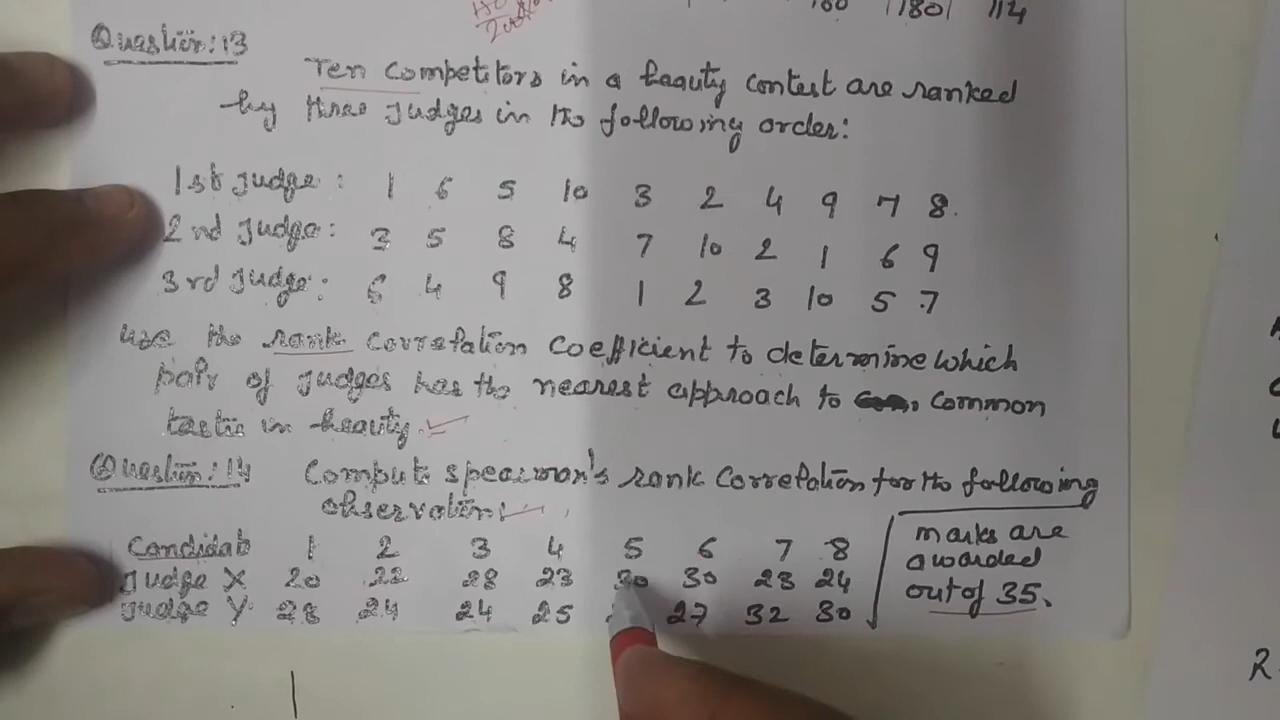 100 1180 114
Question: 13
Ten Competitors in a beauty contest are ranked
by three judges in the following order:
1st judge: 1 6 5 10 3 2 4 9 7 8.
2nd judge: 3 5 8 4 7 10 2 1 6 9
3rd judge: 6 4 9 8 1 2 3 10 5 7
use the rank correlation coefficient to determine which
pair of judges has the nearest approach to common
taste in beauty.
Question: 14 Compute spearman's rank correlation for the following
observation:
Candidate 1 2 3 4 5 6 7 8
Judge X 20 22 28 23 30 30 23 24
Judge Y. 28 24 24 25 27 32 30
marks are
awarded
out of 35.
R